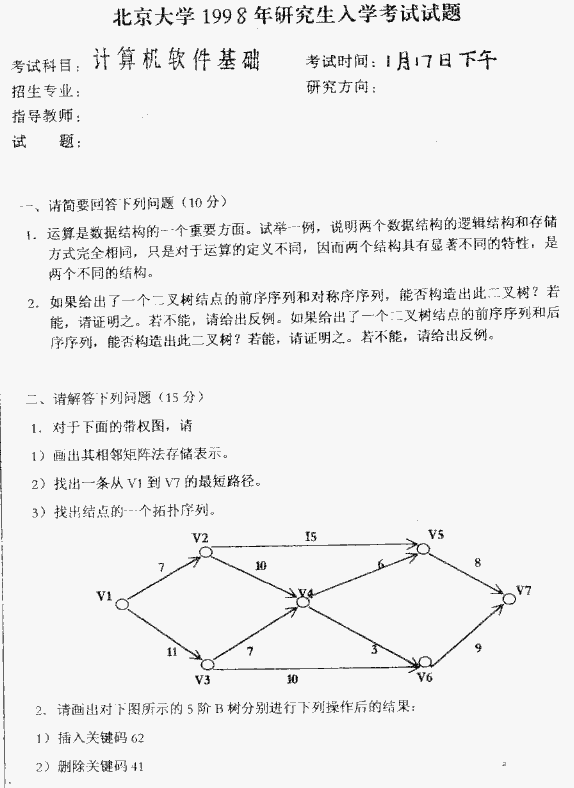 北京大学 1998 年研究生入学考试试题
考试科目：计算机软件基础 考试时间：1月17日下午
招生专业： 研究方向：
指导教师：
试 题：
一、请简要回答下列问题（10 分）
1. 运算是数据结构的一个重要方面。试举一例，说明两个数据结构的逻辑结构和存储
方式完全相同，只是对于运算的定义不同，因而两个结构具有显著不同的特性，是
两个不同的结构。
2. 如果给出了一个二叉树结点的前序序列和对称序序列，能否构造出此二叉树？若
能，请证明之。若不能，请给出反例。如果给出了一个二叉树结点的前序序列和后
序序列，能否构造出此二叉树？若能，请证明之。若不能，请给出反例。
二、请解答下列问题（15 分）
1. 对于下面的带权图，请
1）画出其相邻矩阵法存储表示。
2）找出一条从 V1 到 V7 的最短路径。
3）找出结点的一个拓扑序列。
V2 15 V5
7 10 6 8
V1 V4 V7
11 7 3 9
V3 10 V6
2、请画出对下图所示的 5 阶 B 树分别进行下列操作后的结果：
1）插入关键码 62
2）删除关键码 41